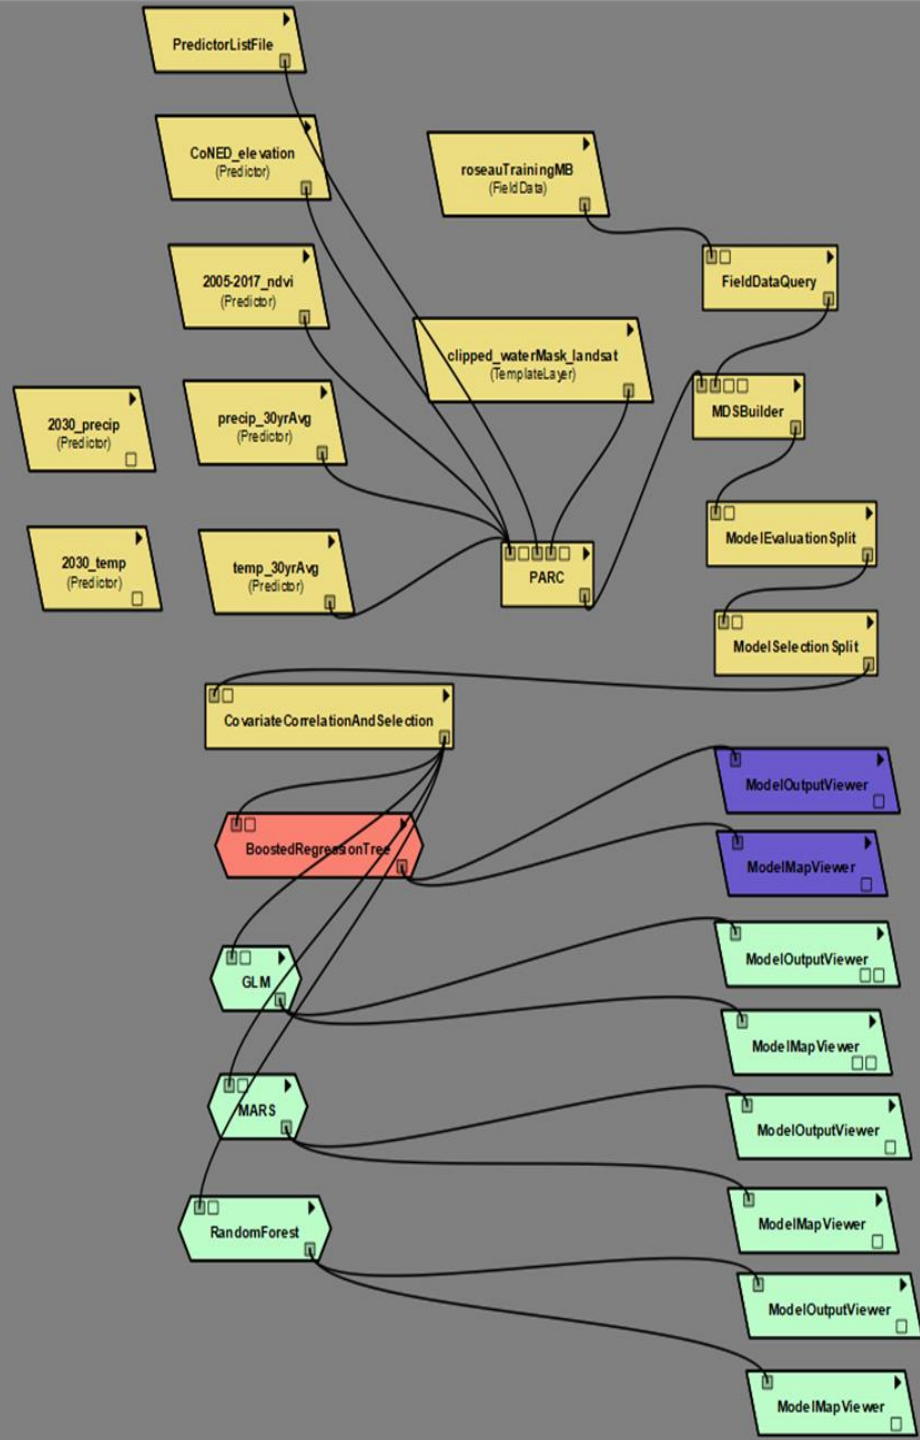 PredictorListFile
CoNED_elevation
(Predictor)
roseauTrainingMB
(FieldData)
2005-2017_ndvi
(Predictor)
FieldDataQuery
clipped_waterMask_landsat
(TemplateLayer)
2030_precip
(Predictor)
precip_30yrAvg
(Predictor)
MDSBuilder
2030_temp
(Predictor)
temp_30yrAvg
(Predictor)
PARC
ModelEvaluationSplit
ModelSelectionSplit
CovariateCorrelationAndSelection
ModelOutputViewer
BoostedRegressionTree
ModelMapViewer
ModelOutputViewer
GLM
ModelMapViewer
MARS
ModelOutputViewer
ModelMapViewer
RandomForest
ModelOutputViewer
ModelMapViewer